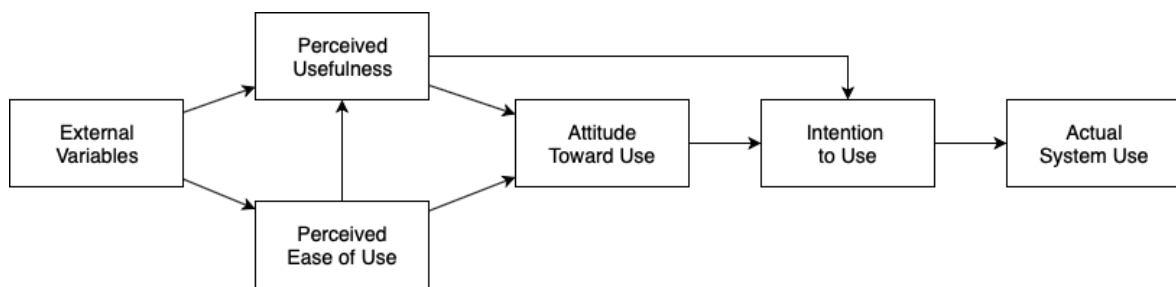 Perceived
Usefulness
External
Variables
Attitude
Toward Use
Intention
to Use
Actual
System Use
Perceived
Ease of Use